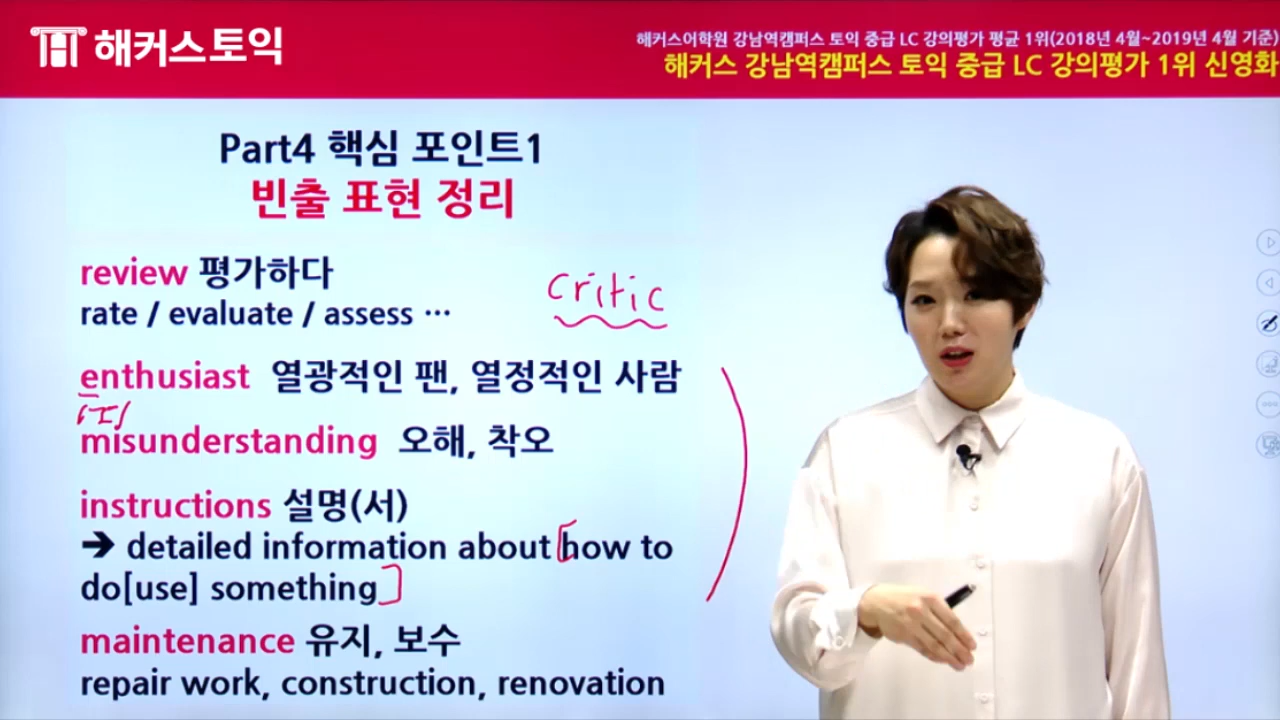 해커스토익
해커스어학원 강남역캠퍼스 토익 중급 LC 강의평가 평균 1위(2018년 4월~2019년 4월 기준)
해커스 강남역캠퍼스 토익 중급 LC 강의평가 1위 신영화
Part4 핵심 포인트1
빈출 표현 정리
review 평가하다
rate / evaluate / assess ···
critic
enthusiast 열광적인 팬, 열정적인 사람
misunderstanding 오해, 착오
instructions 설명(서)
➔ detailed information about [how to
do[use] something]
maintenance 유지, 보수
repair work, construction, renovation